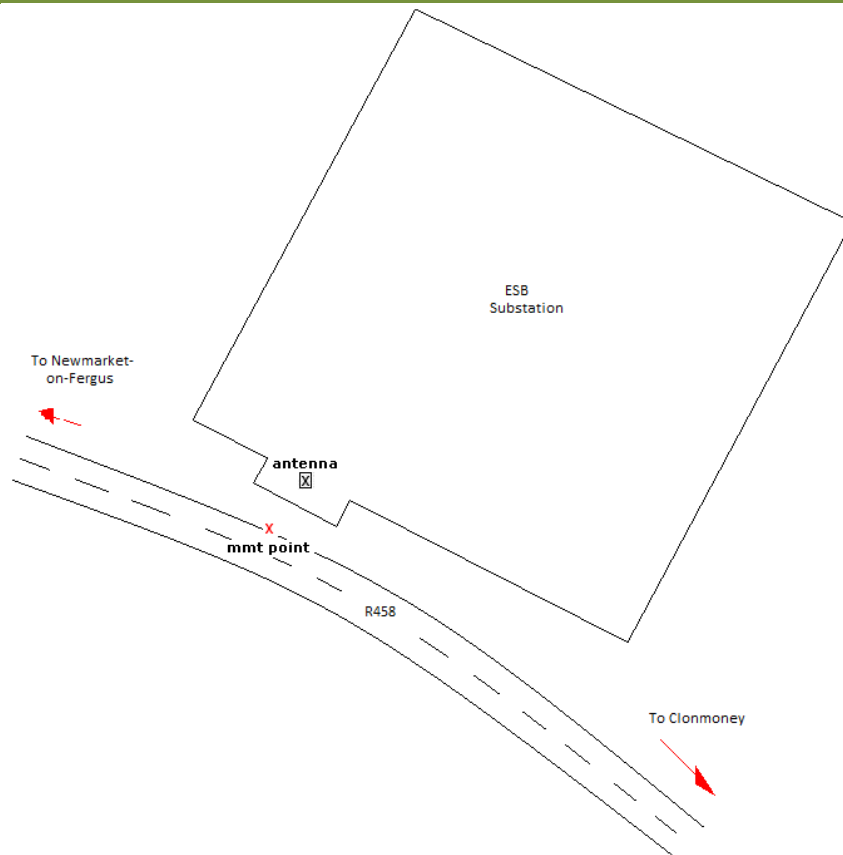 ESB
Substation
To Newmarket-
on-Fergus
antenna
X
X
mmt point
R458
To Clonmoney